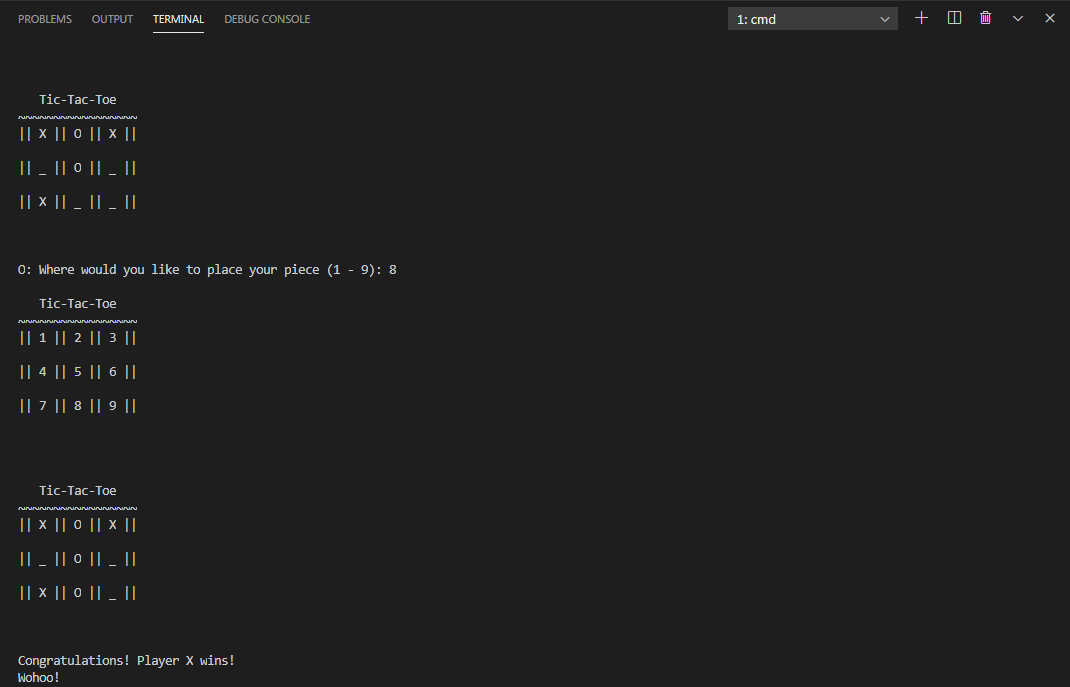 PROBLEMS OUTPUT TERMINAL DEBUG CONSOLE 1: cmd
Tic-Tac-Toe
~~~~~~~~~~~~~~~~~
|| X || O || X ||
|| _ || O || _ ||
|| X || _ || _ ||
O: Where would you like to place your piece (1 - 9): 8
Tic-Tac-Toe
~~~~~~~~~~~~~~~~~
|| 1 || 2 || 3 ||
|| 4 || 5 || 6 ||
|| 7 || 8 || 9 ||
Tic-Tac-Toe
~~~~~~~~~~~~~~~~~
|| X || O || X ||
|| _ || O || _ ||
|| X || O || _ ||
Congratulations! Player X wins!
Wohoo!